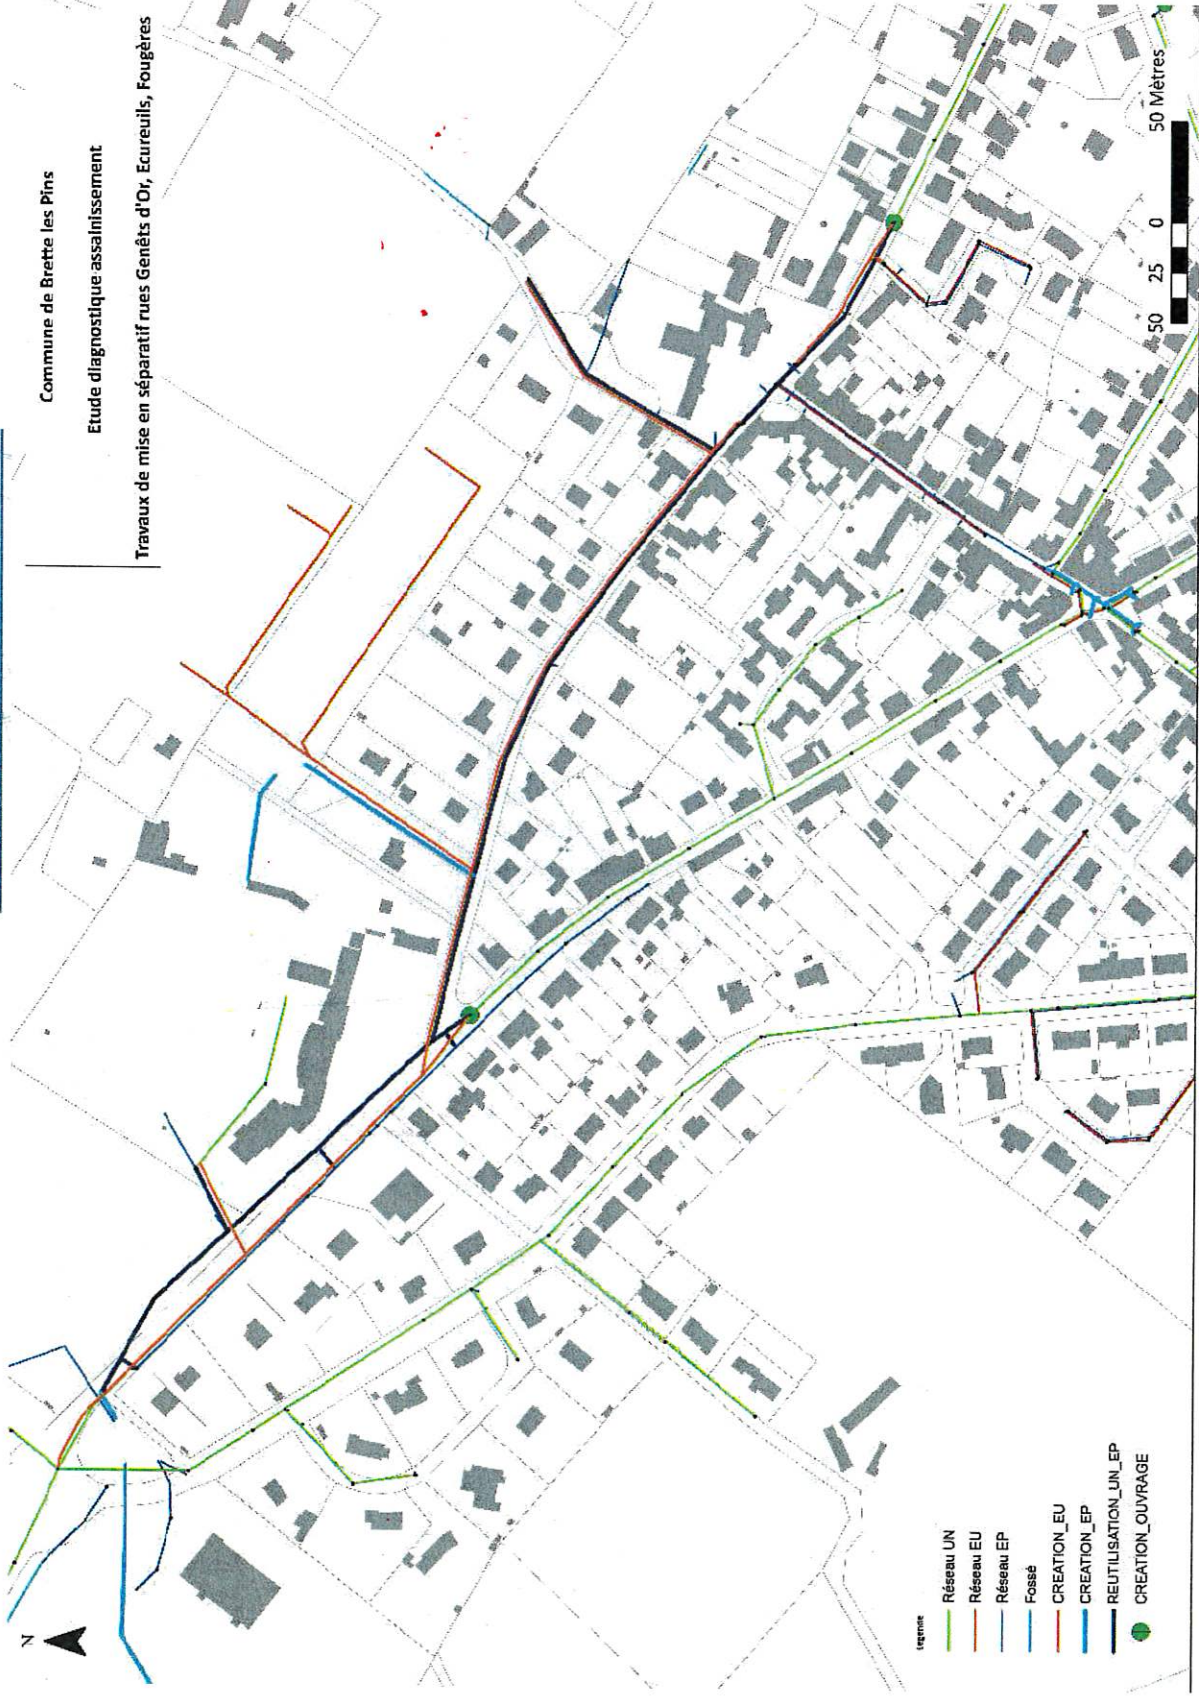 Commune de Brette les Pins
Etude diagnostique assainissement
Travaux de mise en séparatif rues Genêts d'Or, Ecureuils, Fougères
N
Légende
Réseau UN
Réseau EU
Réseau EP
Fossé
CREATION_EU
CREATION_EP
REUTILISATION_UN_EP
CREATION_OUVRAGE
50 25 0 50 Mètres